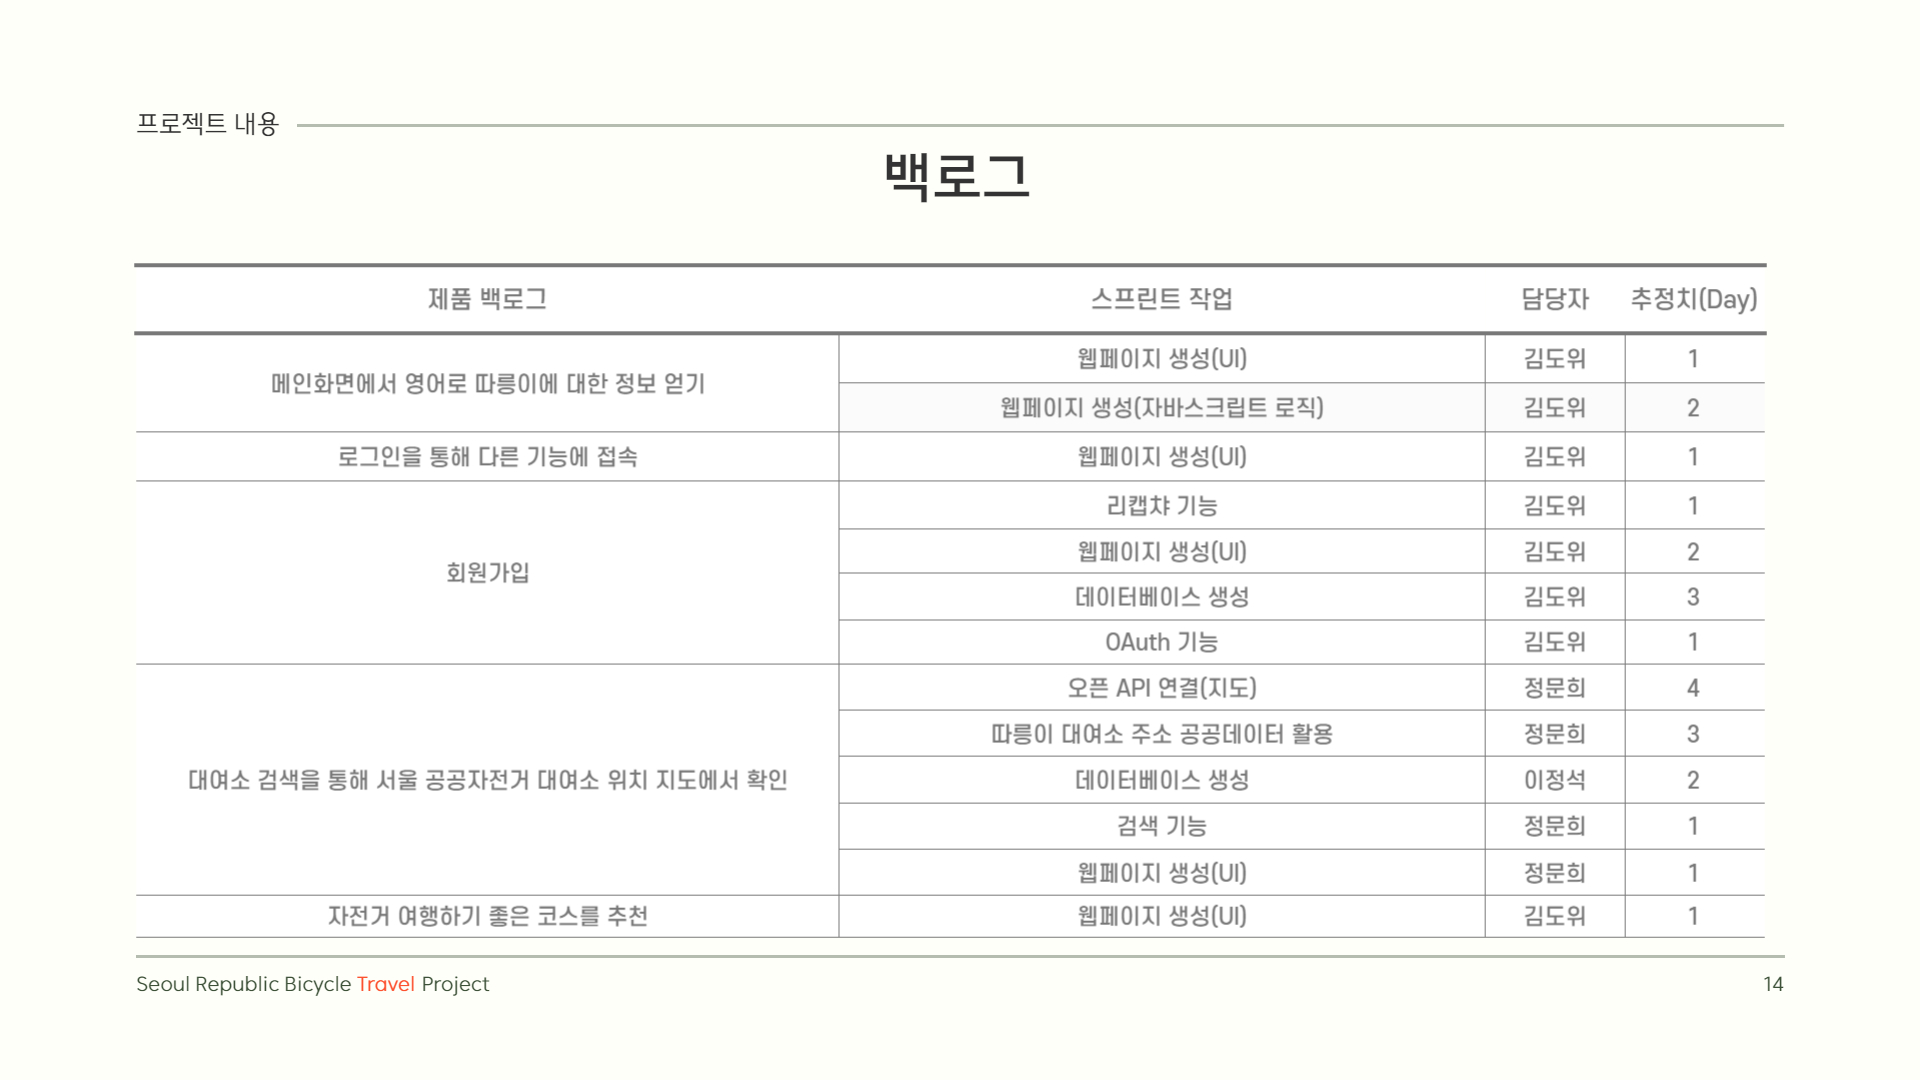 프로젝트 내용
백로그
제품 백로그 스프린트 작업 담당자 추정치(Day)
메인화면에서 영어로 따릉이에 대한 정보 얻기 웹페이지 생성(UI) 김도위 1
웹페이지 생성(자바스크립트 로직) 김도위 2
로그인을 통해 다른 기능에 접속 웹페이지 생성(UI) 김도위 1
회원가입 리캡챠 기능 김도위 1
웹페이지 생성(UI) 김도위 2
데이터베이스 생성 김도위 3
OAuth 기능 김도위 1
대여소 검색을 통해 서울 공공자전거 대여소 위치 지도에서 확인 오픈 API 연결(지도) 정문희 4
따릉이 대여소 주소 공공데이터 활용 정문희 3
데이터베이스 생성 이정석 2
검색 기능 정문희 1
웹페이지 생성(UI) 정문희 1
자전거 여행하기 좋은 코스를 추천 웹페이지 생성(UI) 김도위 1
Seoul Republic Bicycle Travel Project 14